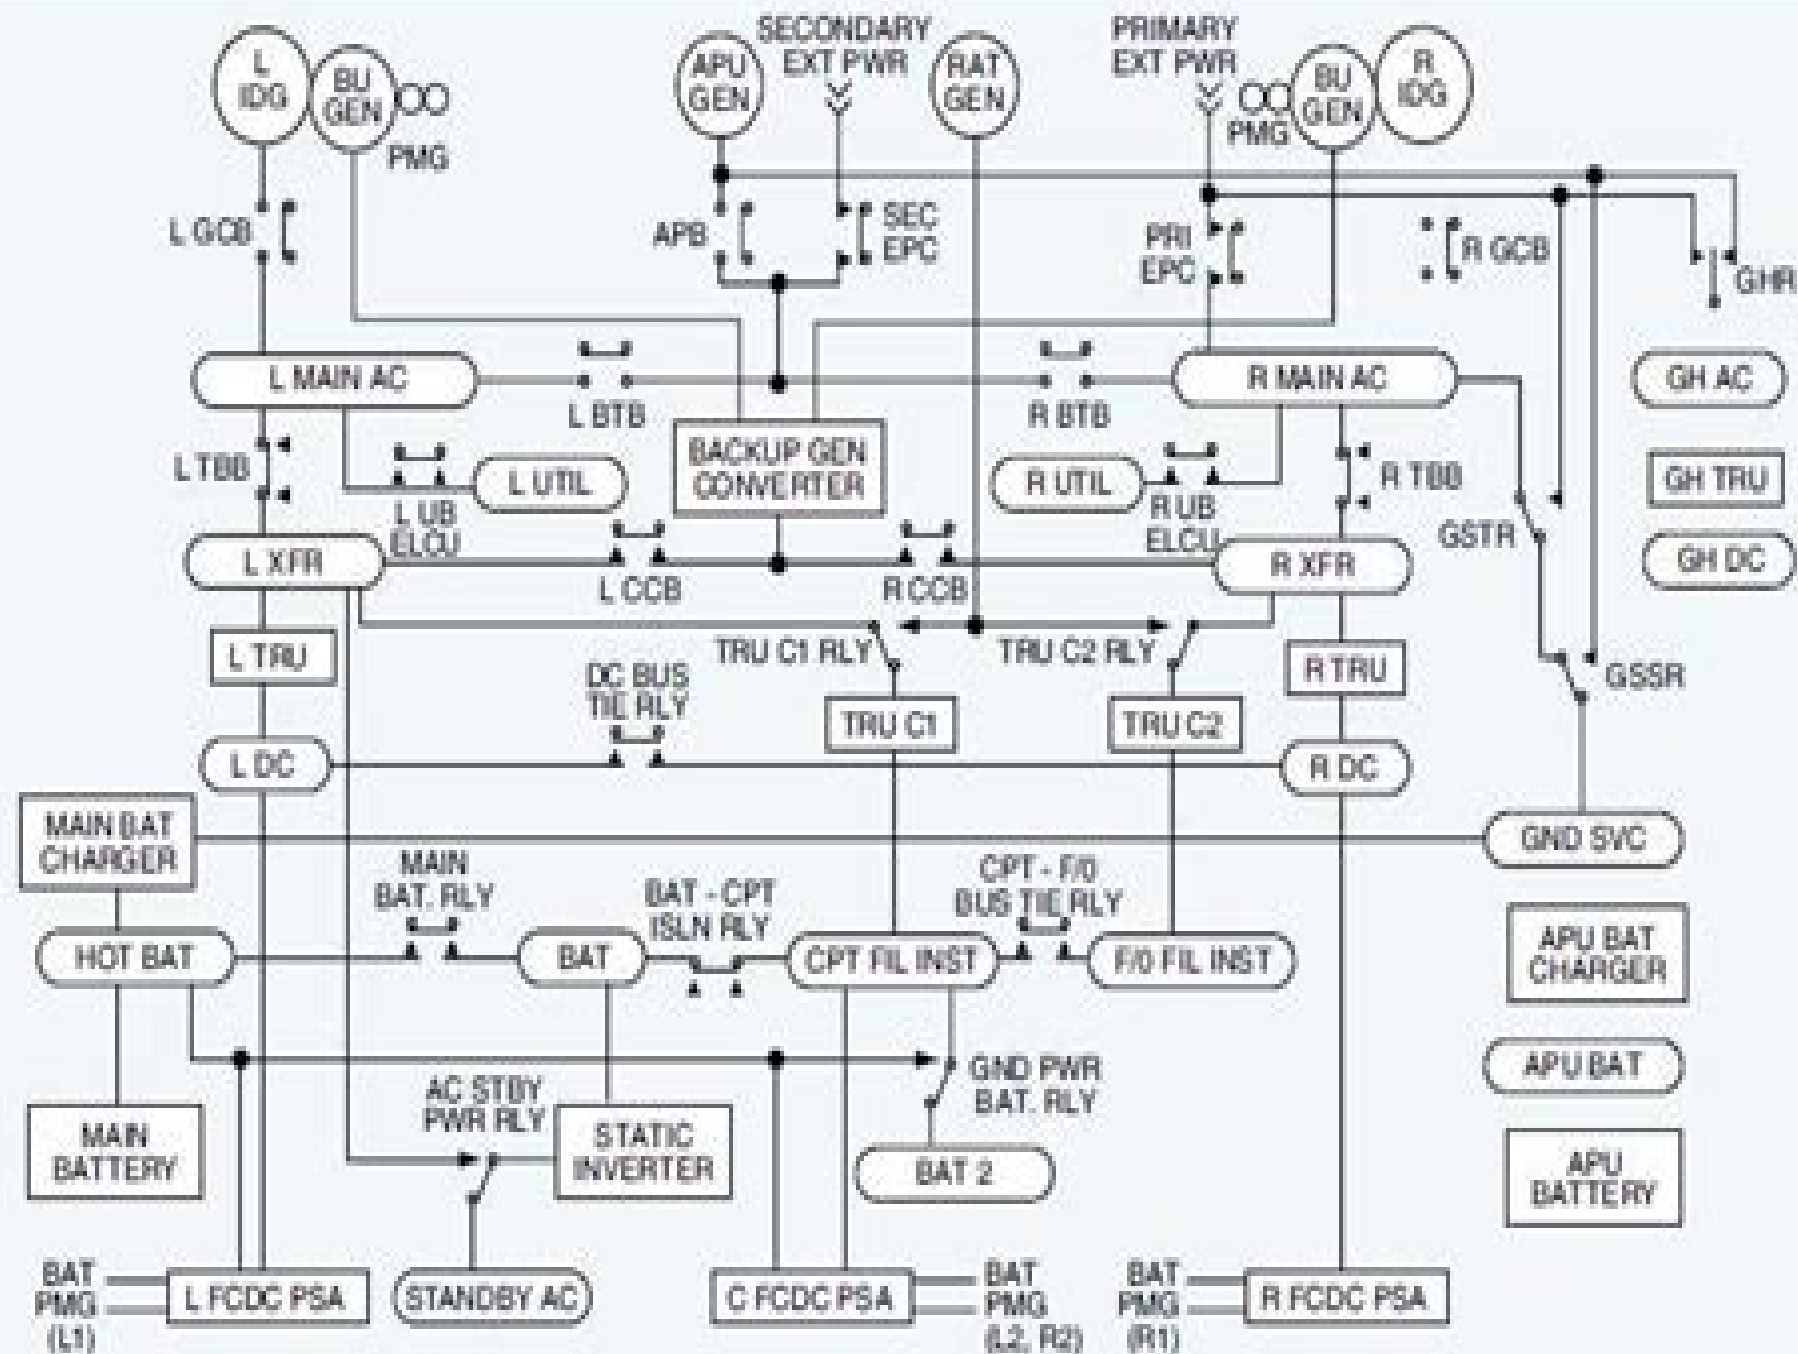 L
IDG
BU
GEN
PMG
APU
GEN
SECONDARY
EXT PWR
RAT
GEN
PRIMARY
EXT PWR
PMG
BU
GEN
R
IDG
L GCB
APB
SEC
EPC
PRI
EPC
R GCB
GHR
L MAIN AC
L BTB
R BTB
R MAIN AC
GH AC
L TBB
L UB
ELCU
L UTIL
BACKUP GEN
CONVERTER
R UTIL
R UB
ELCU
R TBB
GSTR
GH TRU
L XFR
L CCB
R CCB
R XFR
GH DC
L TRU
TRU C1 RLY
TRU C2 RLY
R TRU
GSSR
DC BUS
TIE RLY
TRU C1
TRU C2
L DC
R DC
MAIN BAT
CHARGER
GND SVC
MAIN
BAT. RLY
BAT - CPT
ISLN RLY
CPT - F/0
BUS TIE RLY
HOT BAT
BAT
CPT FIL INST
F/0 FIL INST
APU BAT
CHARGER
AC STBY
PWR RLY
GND PWR
BAT. RLY
APU BAT
MAIN
BATTERY
STATIC
INVERTER
BAT 2
APU
BATTERY
BAT
PMG
(L1)
L FCDC PSA
STANDBY AC
C FCDC PSA
BAT
PMG
(L2, R2)
BAT
PMG
(R1)
R FCDC PSA